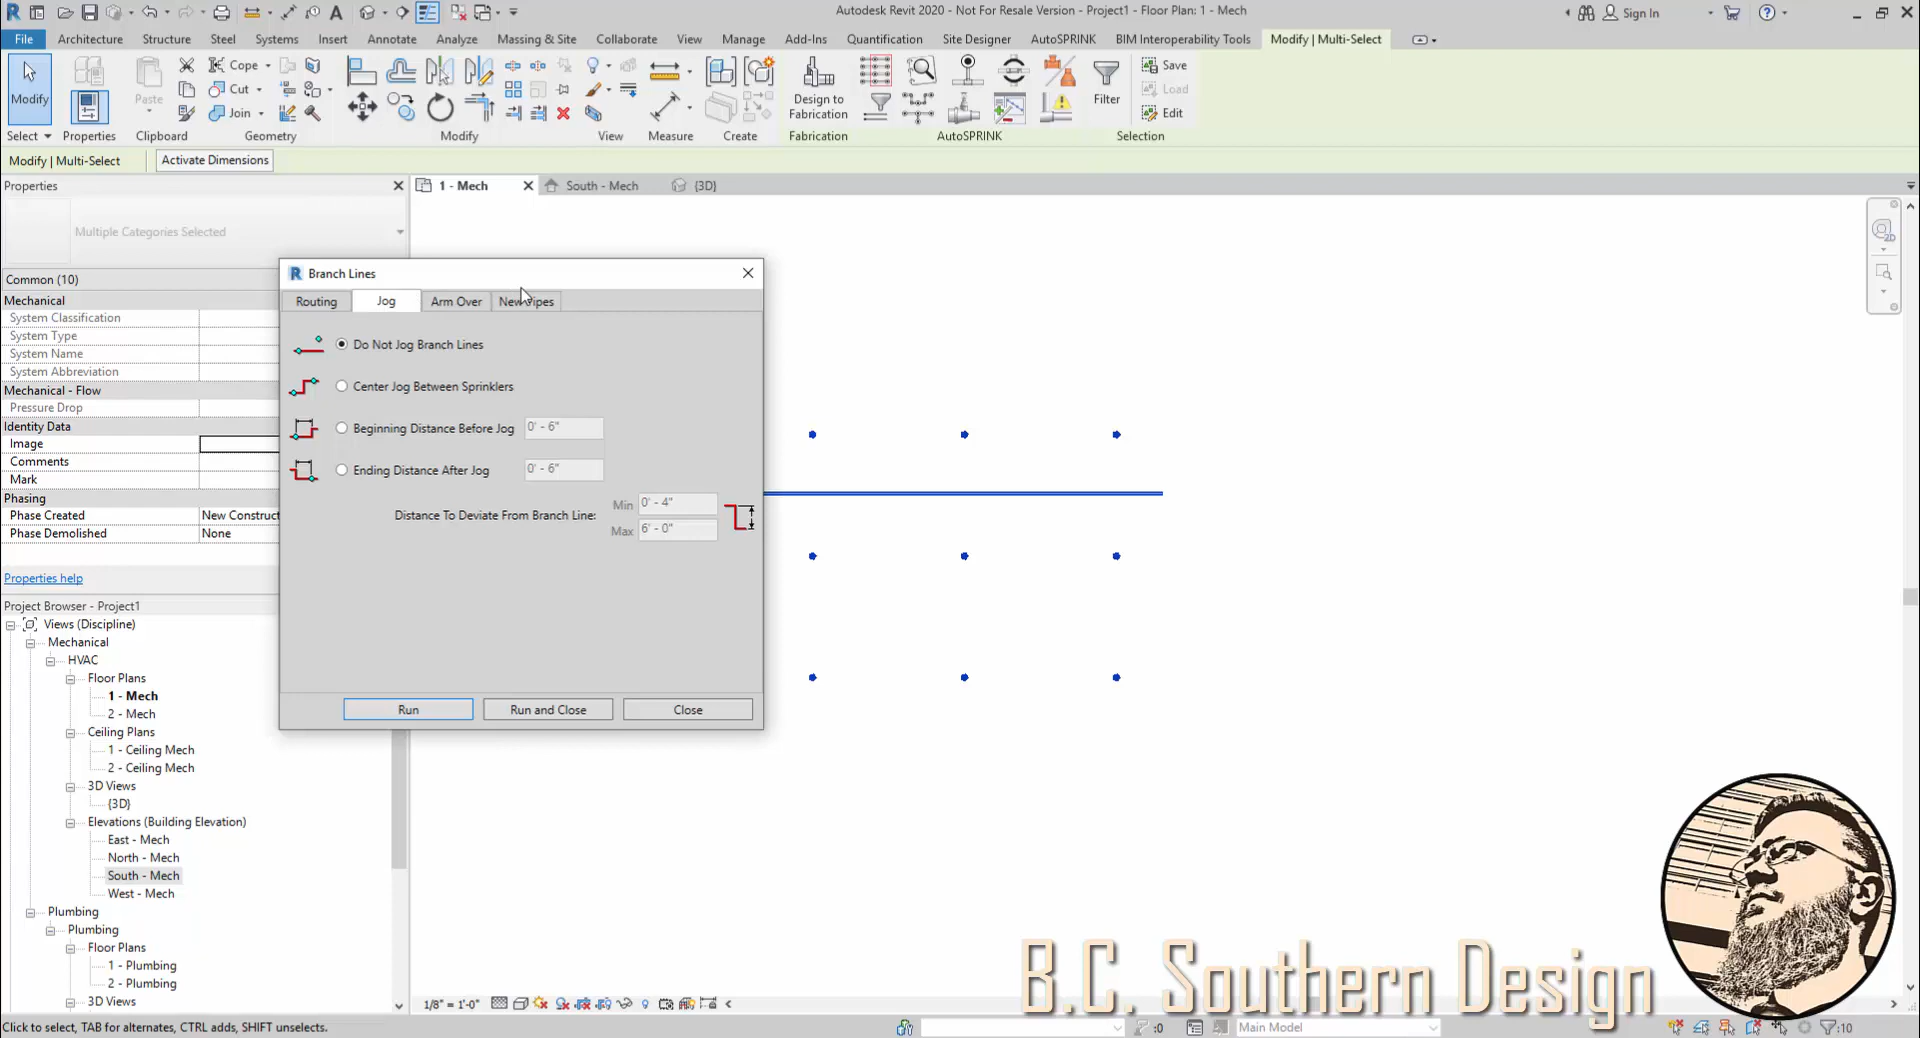 Autodesk Revit 2020 - Not For Resale Version - Project1 - Floor Plan: 1 - Mech
Sign In
File Architecture Structure Steel Systems Insert Annotate Analyze Massing & Site Collaborate View Manage Add-Ins Quantification Site Designer AutoSPRINK BIM Interoperability Tools Modify | Multi-Select
Modify
Paste
Cope
Cut
Join
Design to
Fabrication
Filter
Save
Load
Edit
Select Properties Clipboard Geometry Modify View Measure Create Fabrication AutoSPRINK Selection
Modify | Multi-Select Activate Dimensions
Properties
1 - Mech South - Mech {3D}
Multiple Categories Selected
Common (10)
Mechanical
System Classification
System Type
System Name
System Abbreviation
Mechanical - Flow
Pressure Drop
Identity Data
Image
Comments
Mark
Phasing
Phase Created New Construct
Phase Demolished None
Properties help
Branch Lines
Routing Jog Arm Over New Pipes
Do Not Jog Branch Lines
Center Jog Between Sprinklers
Beginning Distance Before Jog 0' - 6"
Ending Distance After Jog 0' - 6"
Distance To Deviate From Branch Line:
Min 0' - 4"
Max 6' - 0"
Run Run and Close Close
Project Browser - Project1
Views (Discipline)
Mechanical
HVAC
Floor Plans
1 - Mech
2 - Mech
Ceiling Plans
1 - Ceiling Mech
2 - Ceiling Mech
3D Views
{3D}
Elevations (Building Elevation)
East - Mech
North - Mech
South - Mech
West - Mech
Plumbing
Plumbing
Floor Plans
1 - Plumbing
2 - Plumbing
3D Views
2D
1/8" = 1'-0"
B.C. Southern Design
Click to select, TAB for alternates, CTRL adds, SHIFT unselects.
:0
Main Model
:10